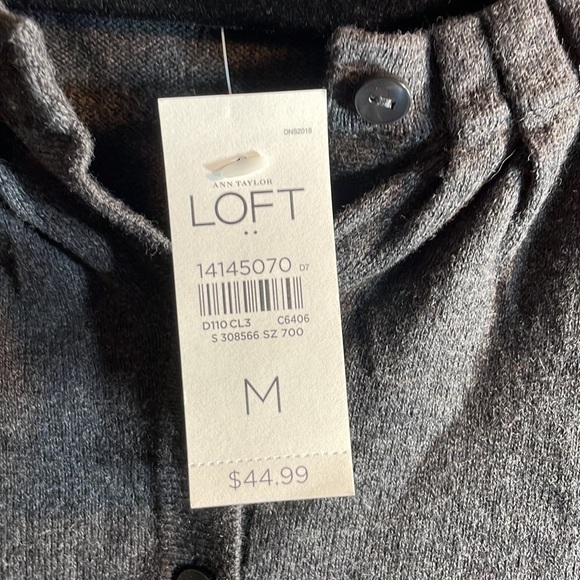 DNS2018
ANN TAYLOR
LOFT
14145070 D7
D110 CL3 C6406
S 308566 SZ 700
M
$44.99